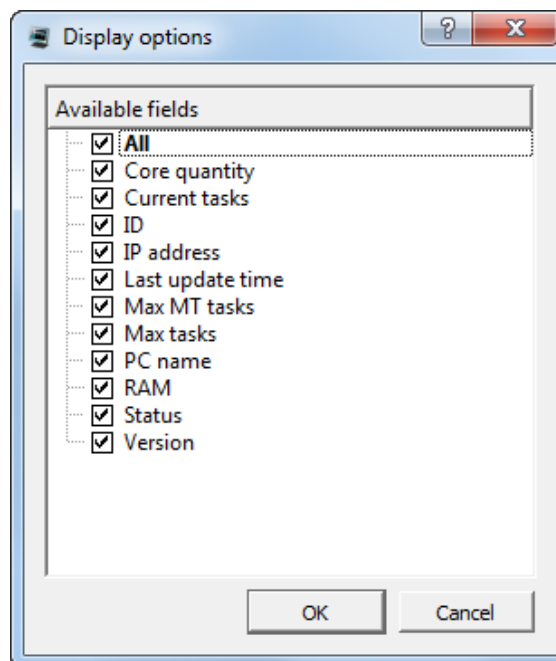 Display options
Available fields
All
Core quantity
Current tasks
ID
IP address
Last update time
Max MT tasks
Max tasks
PC name
RAM
Status
Version
OK
Cancel